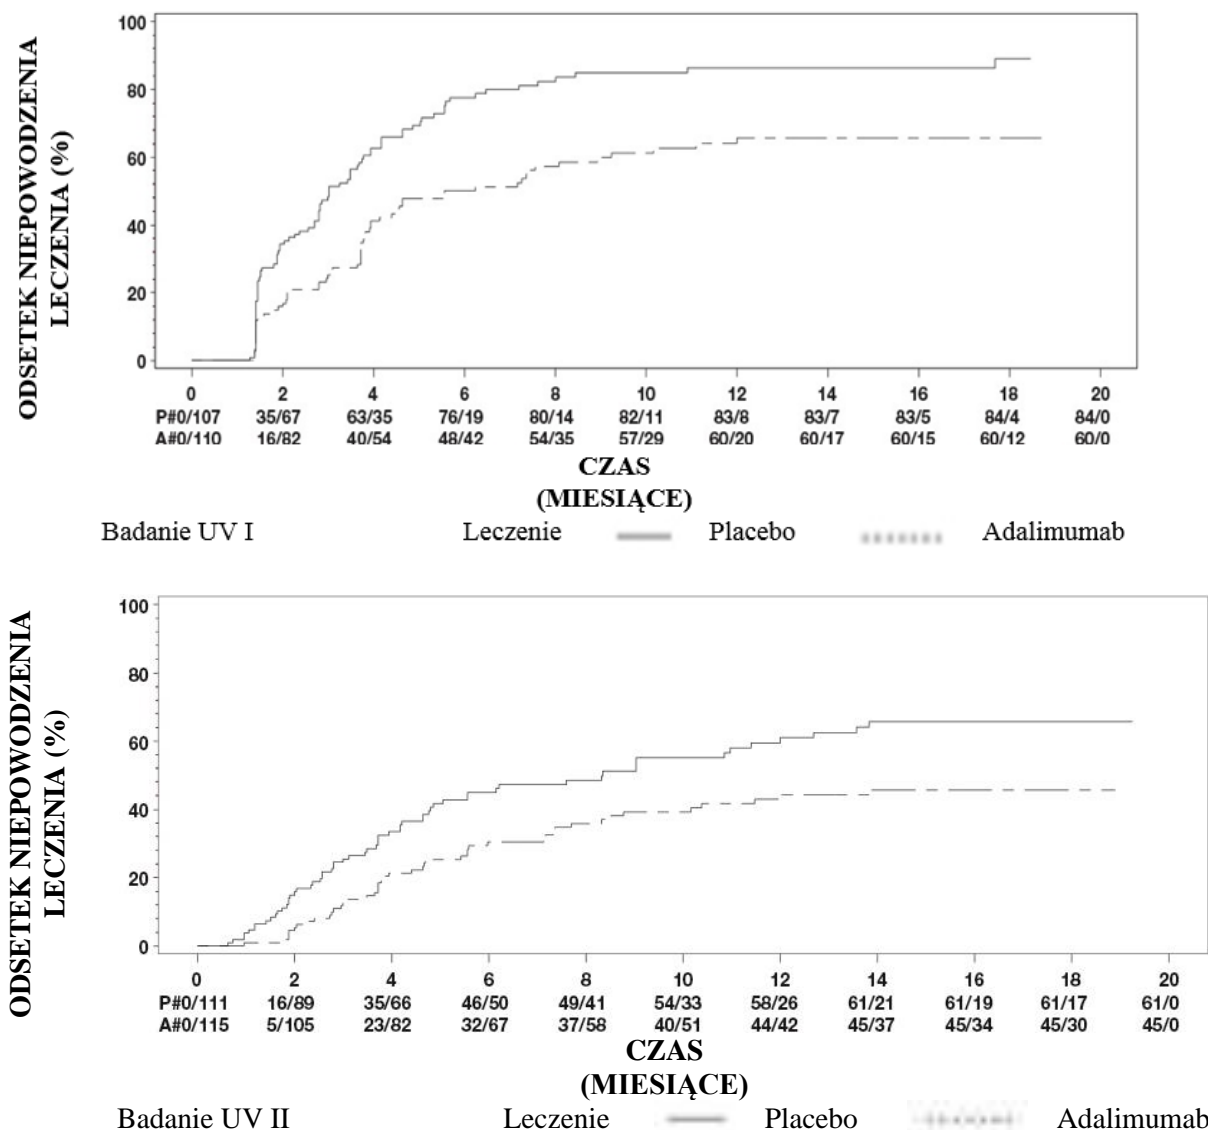 ODSETEK NIEPOWODZENIA
LECZENIA (%)
100
80
60
40
20
0
0 2 4 6 8 10 12 14 16 18 20
P#0/107 35/67 63/35 76/19 80/14 82/11 83/8 83/7 83/5 84/4 84/0
A#0/110 16/82 40/54 48/42 54/35 57/29 60/20 60/17 60/15 60/12 60/0
CZAS
(MIESIĄCE)
Badanie UV I Leczenie Placebo Adalimumab
ODSETEK NIEPOWODZENIA
LECZENIA (%)
100
80
60
40
20
0
0 2 4 6 8 10 12 14 16 18 20
P#0/111 16/89 35/66 46/50 49/41 54/33 58/26 61/21 61/19 61/17 61/0
A#0/115 5/105 23/82 32/67 37/58 40/51 44/42 45/37 45/34 45/30 45/0
CZAS
(MIESIĄCE)
Badanie UV II Leczenie Placebo Adalimumab